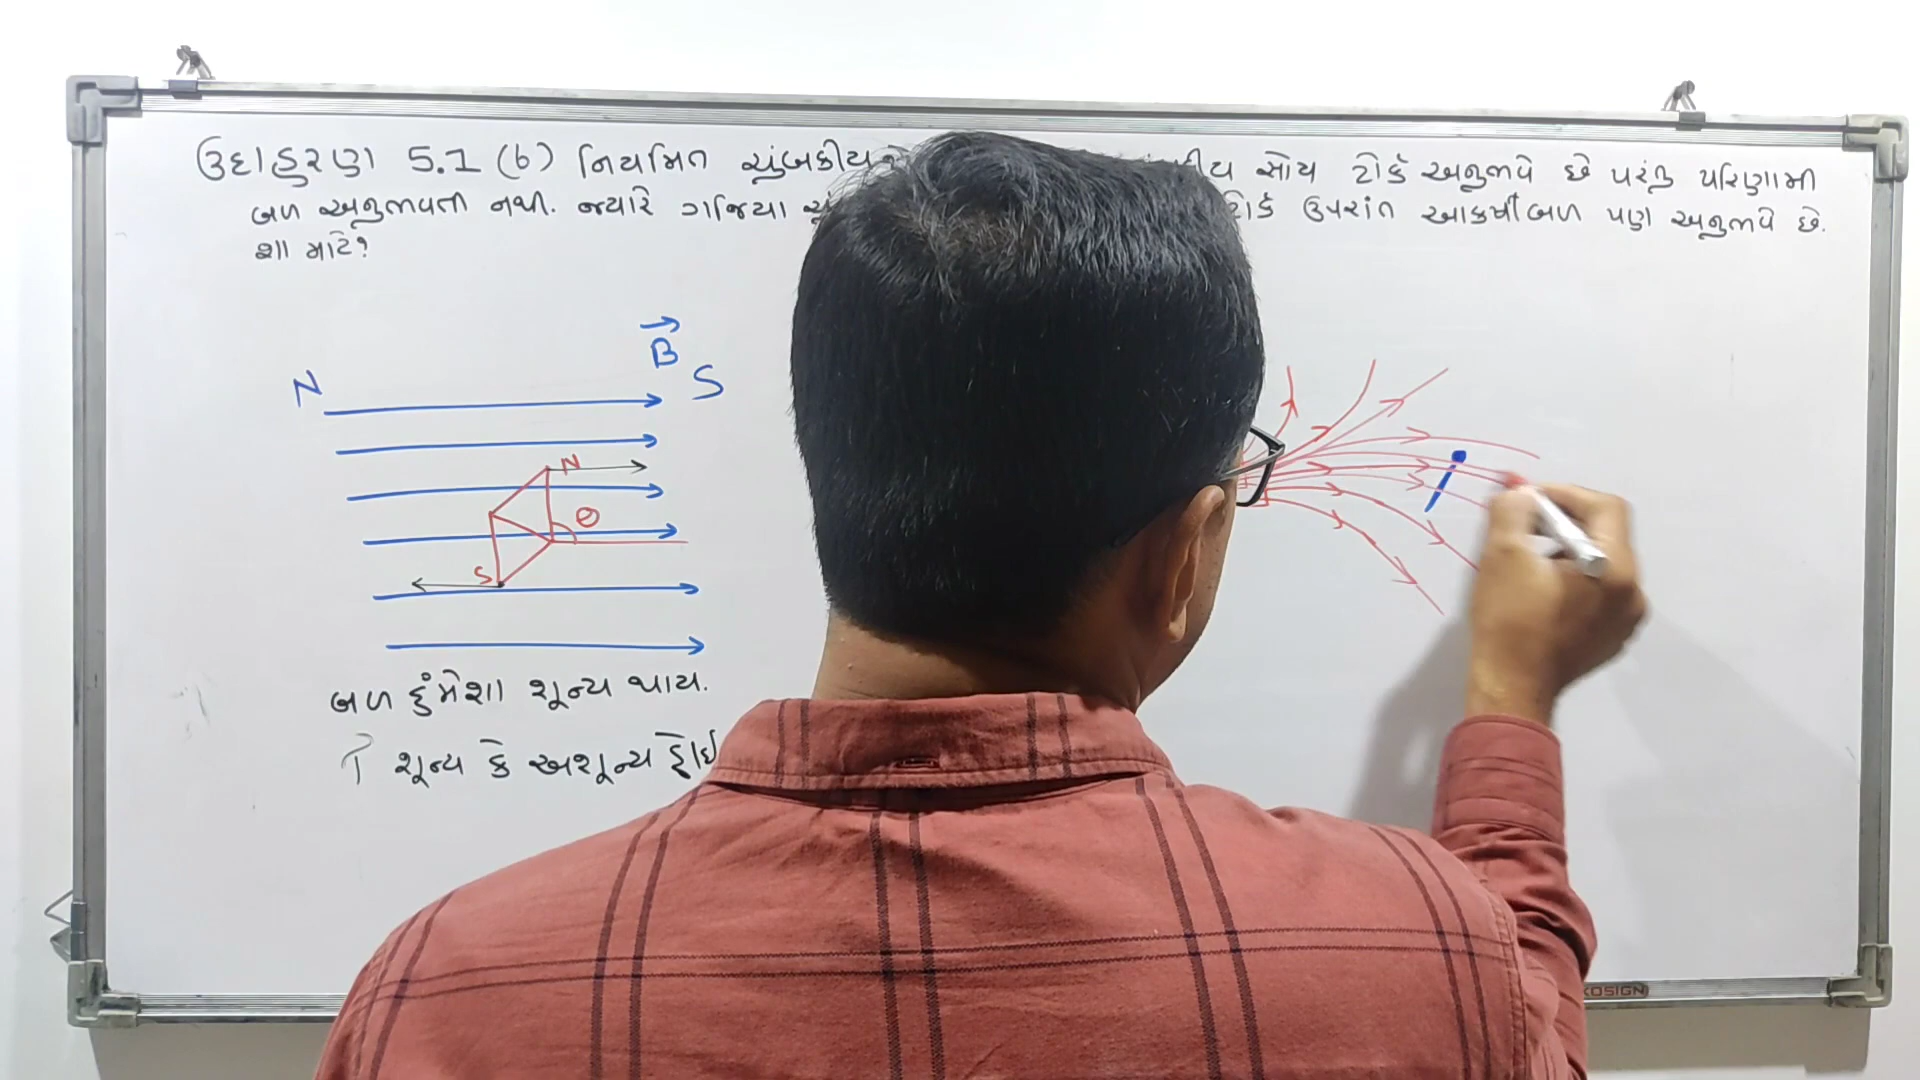 ઉદાહરણ 5.1 (b) નિયમિત ચુંબકીય સોય ટોર્ક અનુભવે છે પરંતુ પરિણામી
બળ અનુભવતી નથી. જ્યારે ગજિયા ટોર્ક ઉપરાંત આકર્ષીબળ પણ અનુભવે છે.
શા માટે?
B
N S
N
θ
S
બળ હંમેશા શૂન્ય થાય.
શૂન્ય કે અશૂન્ય
KOSIGN